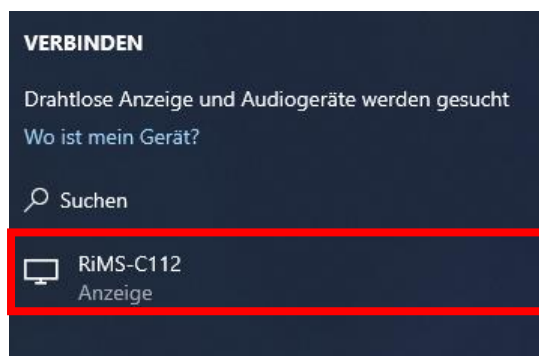 VERBINDEN
Drahtlose Anzeige und Audiogeräte werden gesucht
Wo ist mein Gerät?
Suchen
RiMS-C112
Anzeige